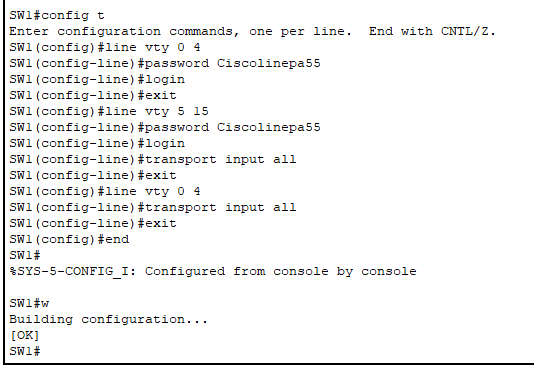 SW1#config t
Enter configuration commands, one per line.  End with CNTL/Z.
SW1(config)#line vty 0 4
SW1(config-line)#password Ciscolinepa55
SW1(config-line)#login
SW1(config-line)#exit
SW1(config)#line vty 5 15
SW1(config-line)#password Ciscolinepa55
SW1(config-line)#login
SW1(config-line)#transport input all
SW1(config-line)#exit
SW1(config)#line vty 0 4
SW1(config-line)#transport input all
SW1(config-line)#exit
SW1(config)#end
SW1#
%SYS-5-CONFIG_I: Configured from console by console
SW1#w
Building configuration...
[OK]
SW1#